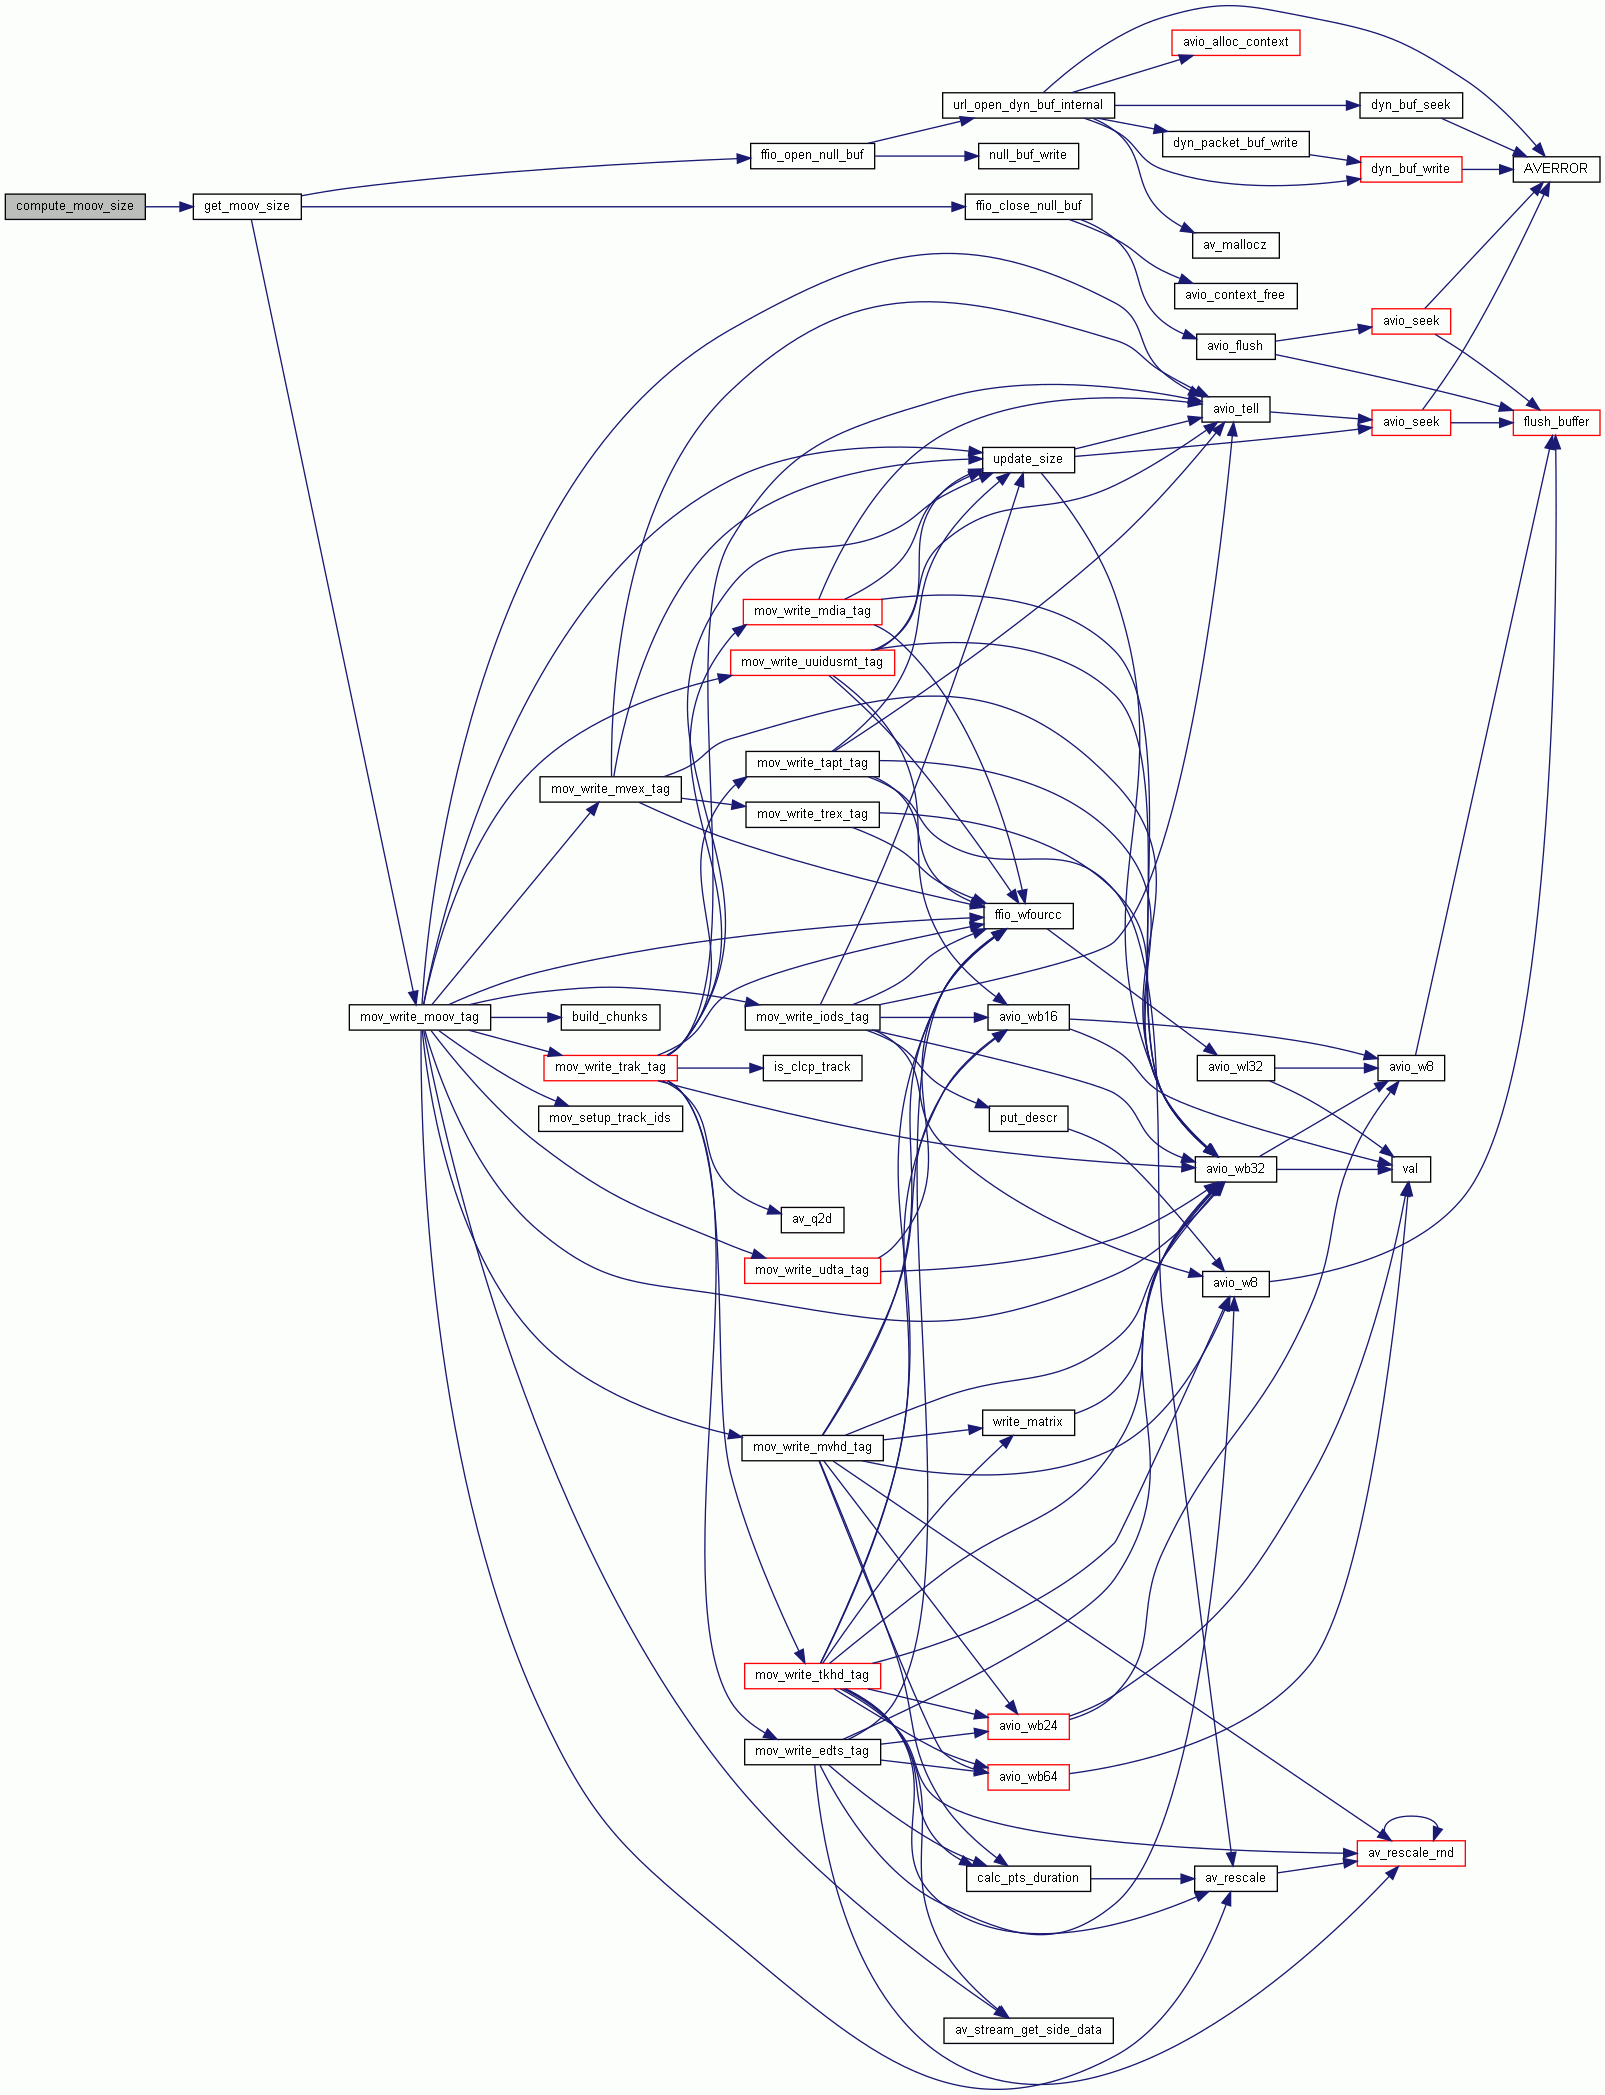 avio_alloc_context
url_open_dyn_buf_internal
dyn_buf_seek
dyn_packet_buf_write
ffio_open_null_buf
null_buf_write
dyn_buf_write
AVERROR
compute_moov_size
get_moov_size
ffio_close_null_buf
av_mallocz
avio_context_free
avio_seek
avio_flush
avio_tell
avio_seek
flush_buffer
update_size
mov_write_mdia_tag
mov_write_uuidusmt_tag
mov_write_tapt_tag
mov_write_mvex_tag
mov_write_trex_tag
ffio_wfourcc
mov_write_moov_tag
build_chunks
mov_write_iods_tag
avio_wb16
mov_write_trak_tag
is_clcp_track
avio_wl32
avio_w8
mov_setup_track_ids
put_descr
avio_wb32
val
av_q2d
mov_write_udta_tag
avio_w8
write_matrix
mov_write_mvhd_tag
mov_write_tkhd_tag
avio_wb24
mov_write_edts_tag
avio_wb64
av_rescale_rnd
calc_pts_duration
av_rescale
av_stream_get_side_data